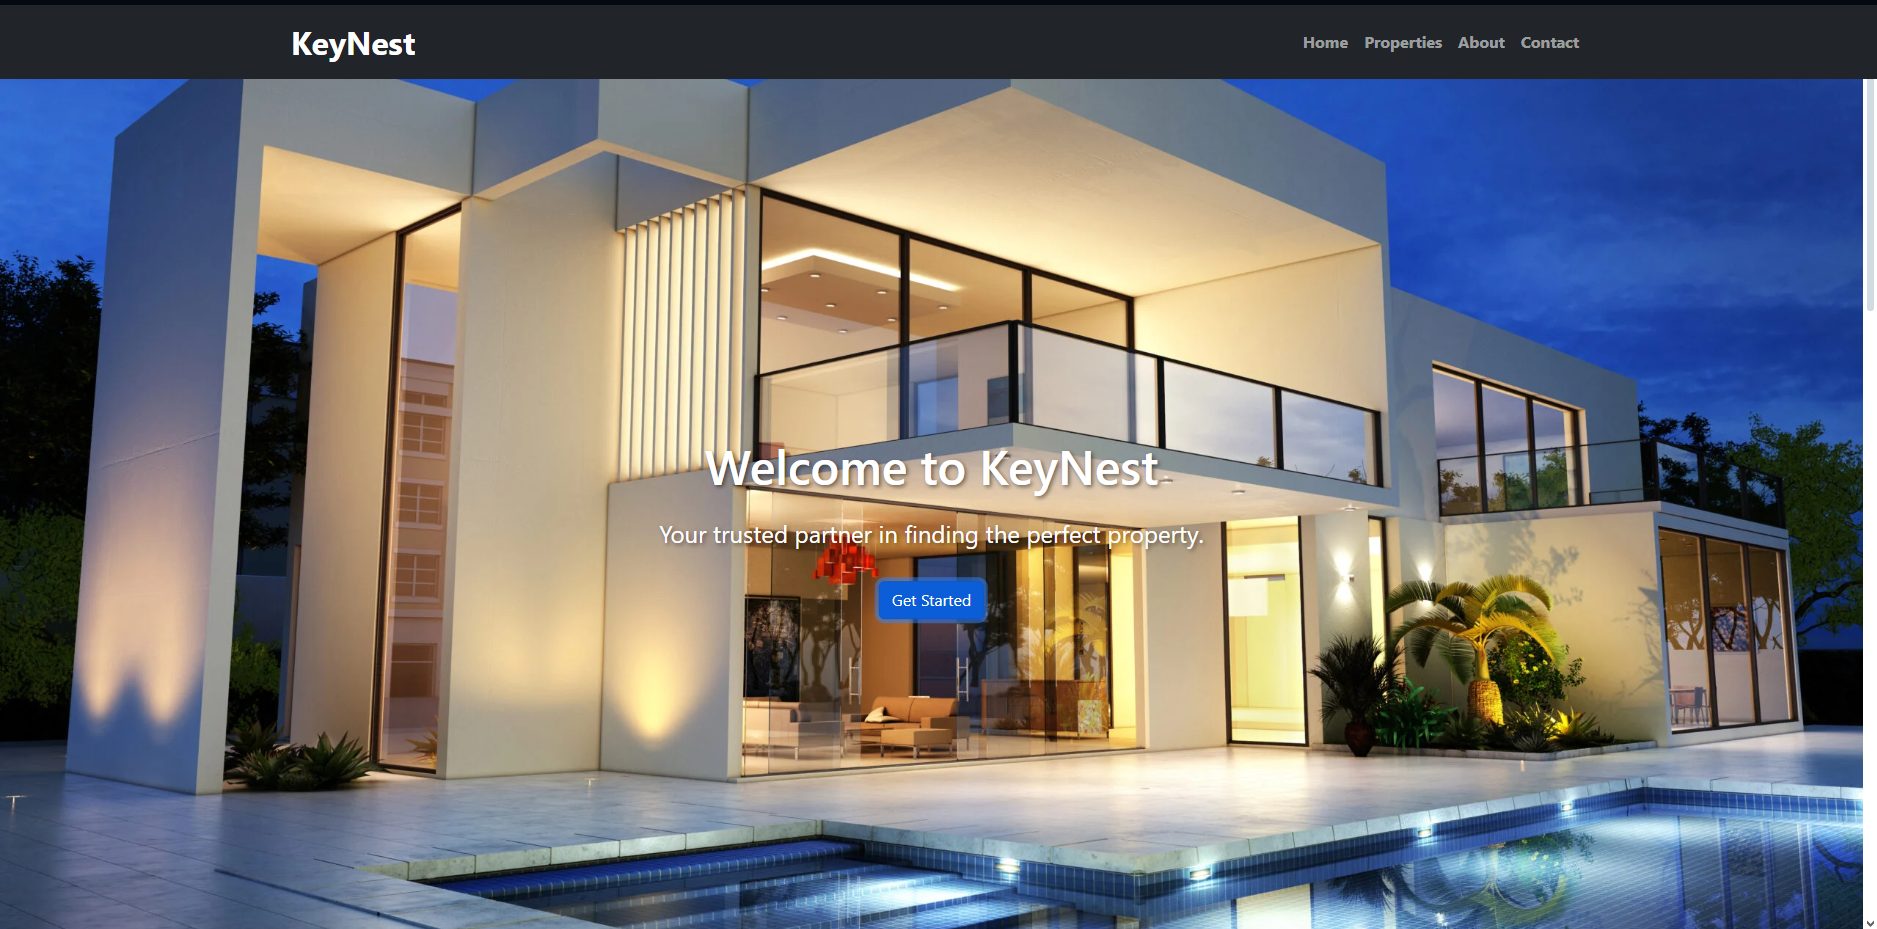 KeyNest
Home Properties About Contact
Welcome to KeyNest
Your trusted partner in finding the perfect property.
Get Started